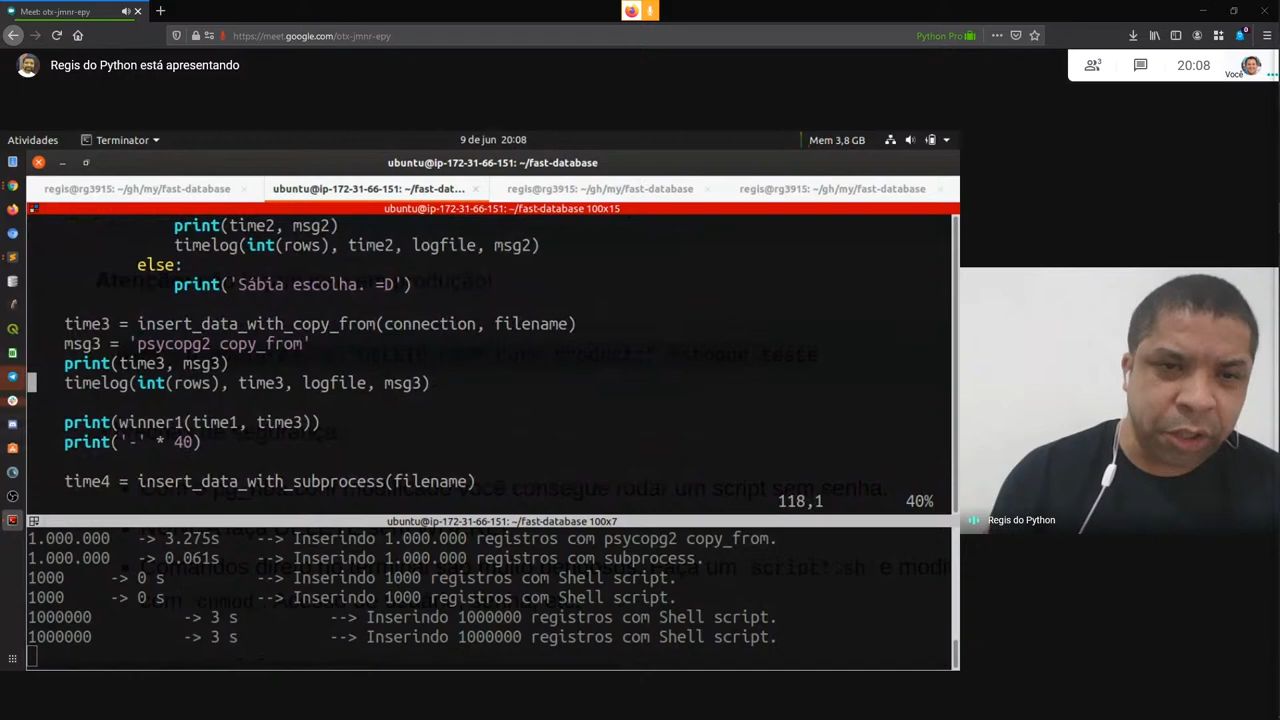 Meet: otx-jmnr-epy
https://meet.google.com/otx-jmnr-epy
Python Pro
Regis do Python está apresentando
3
20:08
Você
Atividades
Terminator
9 de jun 20:08
Mem 3,8 GB
ubuntu@ip-172-31-66-151: ~/fast-database
regis@rg3915: ~/gh/my/fast-database
ubuntu@ip-172-31-66-151: ~/fast-dat...
regis@rg3915: ~/gh/my/fast-database
regis@rg3915: ~/gh/my/fast-database
ubuntu@ip-172-31-66-151: ~/fast-database 100x15
print(time2, msg2)
timelog(int(rows), time2, logfile, msg2)
else:
print('Sábia escolha. =D')
time3 = insert_data_with_copy_from(connection, filename)
msg3 = 'psycopg2 copy_from'
print(time3, msg3)
timelog(int(rows), time3, logfile, msg3)
print(winner1(time1, time3))
print('-' * 40)
time4 = insert_data_with_subprocess(filename)
118,1 40%
ubuntu@ip-172-31-66-151: ~/fast-database 100x7
1.000.000 -> 3.275s --> Inserindo 1.000.000 registros com psycopg2 copy_from.
1.000.000 -> 0.061s --> Inserindo 1.000.000 registros com subprocess.
1000 -> 0 s --> Inserindo 1000 registros com Shell script.
1000 -> 0 s --> Inserindo 1000 registros com Shell script.
1000000 -> 3 s --> Inserindo 1000000 registros com Shell script.
1000000 -> 3 s --> Inserindo 1000000 registros com Shell script.
Regis do Python